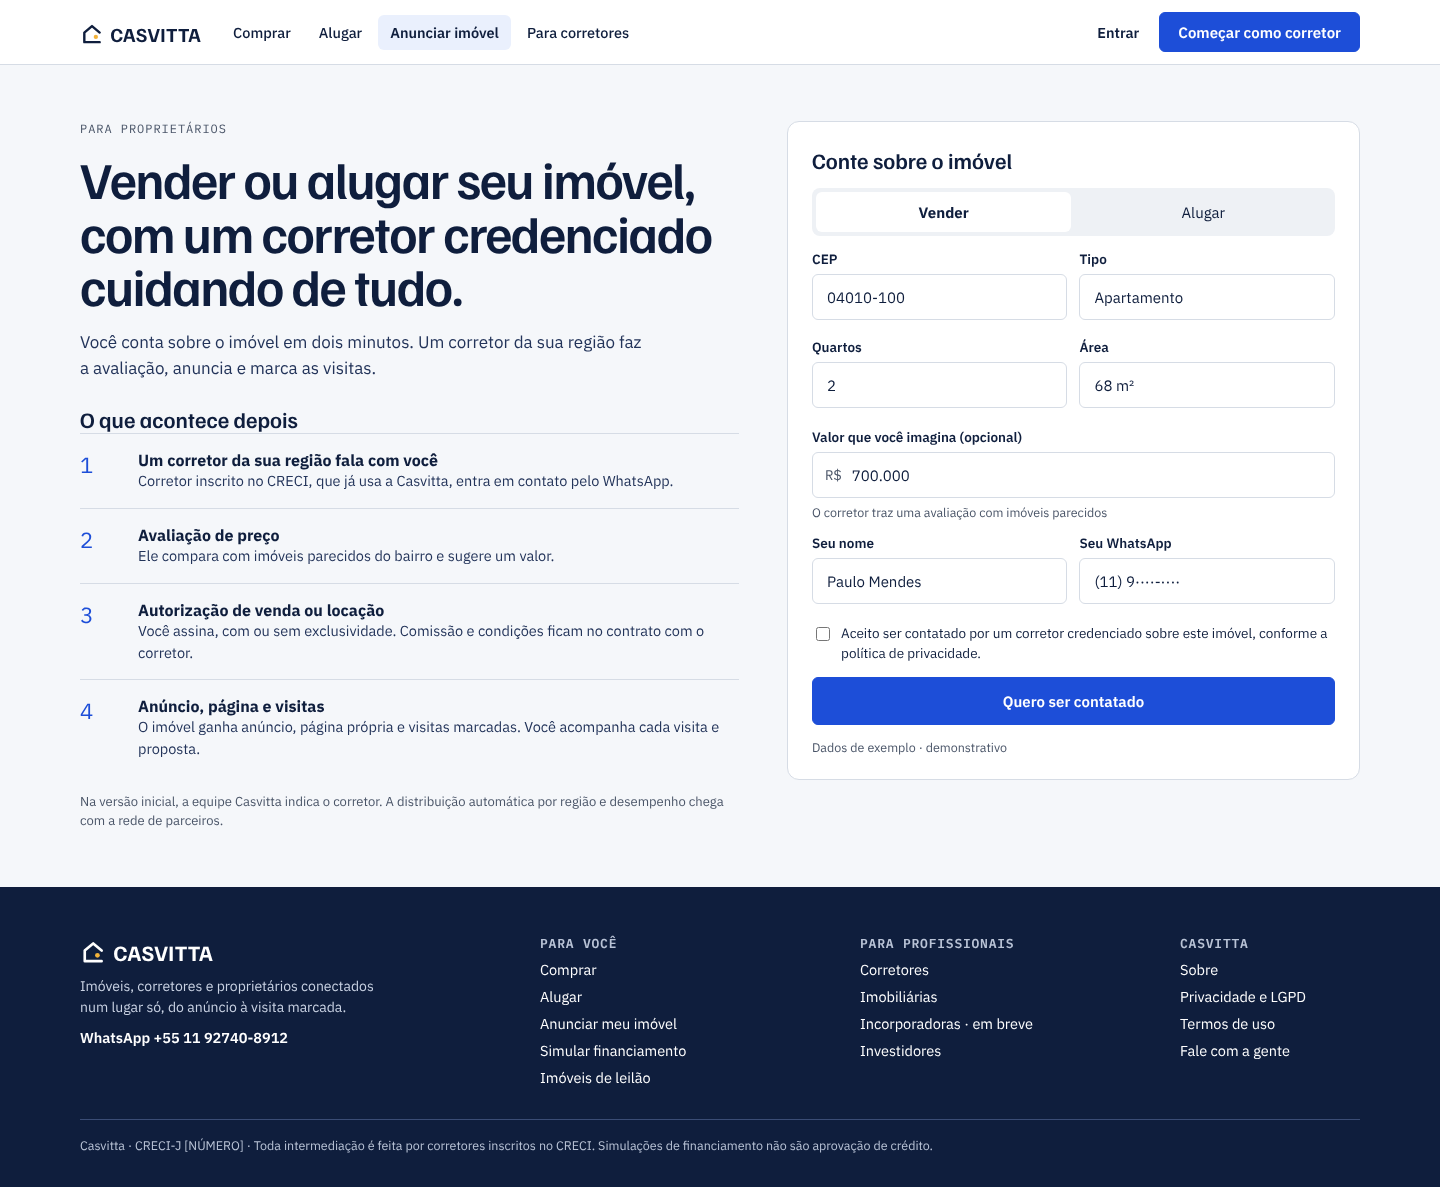 CASVITTA
Comprar
Alugar
Anunciar imóvel
Para corretores
Entrar
Começar como corretor
PARA PROPRIETÁRIOS
Vender ou alugar seu imóvel,
com um corretor credenciado
cuidando de tudo.
Você conta sobre o imóvel em dois minutos. Um corretor da sua região faz
a avaliação, anuncia e marca as visitas.
O que acontece depois
1
Um corretor da sua região fala com você
Corretor inscrito no CRECI, que já usa a Casvitta, entra em contato pelo WhatsApp.
2
Avaliação de preço
Ele compara com imóveis parecidos do bairro e sugere um valor.
3
Autorização de venda ou locação
Você assina, com ou sem exclusividade. Comissão e condições ficam no contrato com o
corretor.
4
Anúncio, página e visitas
O imóvel ganha anúncio, página própria e visitas marcadas. Você acompanha cada visita e
proposta.
Na versão inicial, a equipe Casvitta indica o corretor. A distribuição automática por região e desempenho chega
com a rede de parceiros.
Conte sobre o imóvel
Vender
Alugar
CEP
04010-100
Tipo
Apartamento
Quartos
2
Área
68 m²
Valor que você imagina (opcional)
R$ 700.000
O corretor traz uma avaliação com imóveis parecidos
Seu nome
Paulo Mendes
Seu WhatsApp
(11) 9····-····
Aceito ser contatado por um corretor credenciado sobre este imóvel, conforme a
política de privacidade.
Quero ser contatado
Dados de exemplo · demonstrativo
CASVITTA
Imóveis, corretores e proprietários conectados
num lugar só, do anúncio à visita marcada.
WhatsApp +55 11 92740-8912
PARA VOCÊ
Comprar
Alugar
Anunciar meu imóvel
Simular financiamento
Imóveis de leilão
PARA PROFISSIONAIS
Corretores
Imobiliárias
Incorporadoras · em breve
Investidores
CASVITTA
Sobre
Privacidade e LGPD
Termos de uso
Fale com a gente
Casvitta · CRECI-J [NÚMERO] · Toda intermediação é feita por corretores inscritos no CRECI. Simulações de financiamento não são aprovação de crédito.